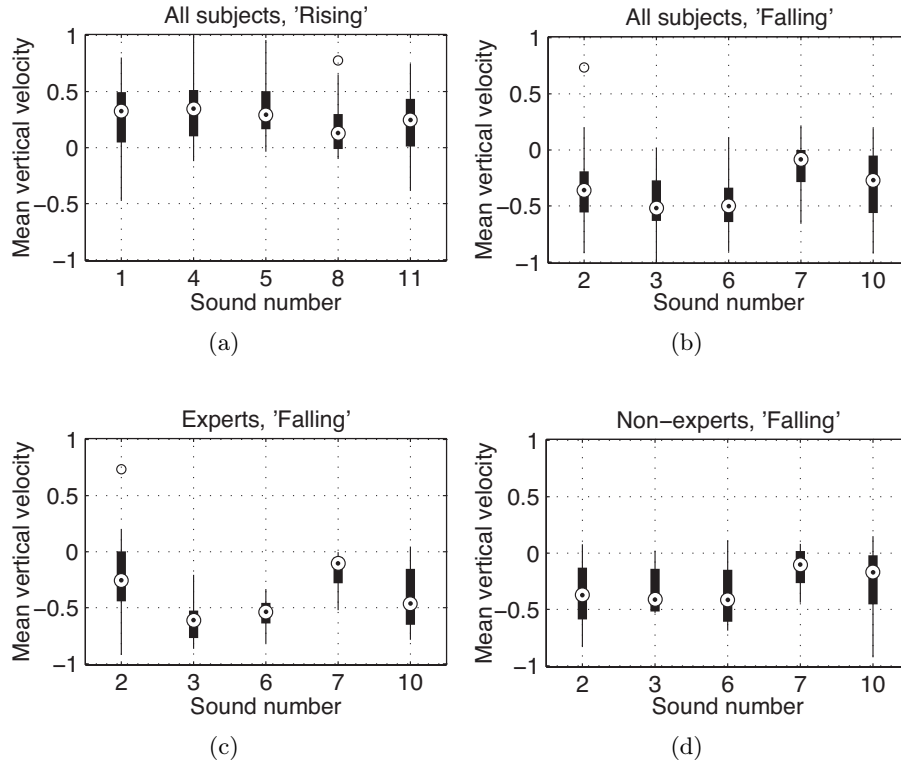 All subjects, 'Rising'
Mean vertical velocity
1
0.5
0
−0.5
−1
1 4 5 8 11
Sound number
(a)
All subjects, 'Falling'
Mean vertical velocity
1
0.5
0
−0.5
−1
2 3 6 7 10
Sound number
(b)
Experts, 'Falling'
Mean vertical velocity
1
0.5
0
−0.5
−1
2 3 6 7 10
Sound number
(c)
Non−experts, 'Falling'
Mean vertical velocity
1
0.5
0
−0.5
−1
2 3 6 7 10
Sound number
(d)